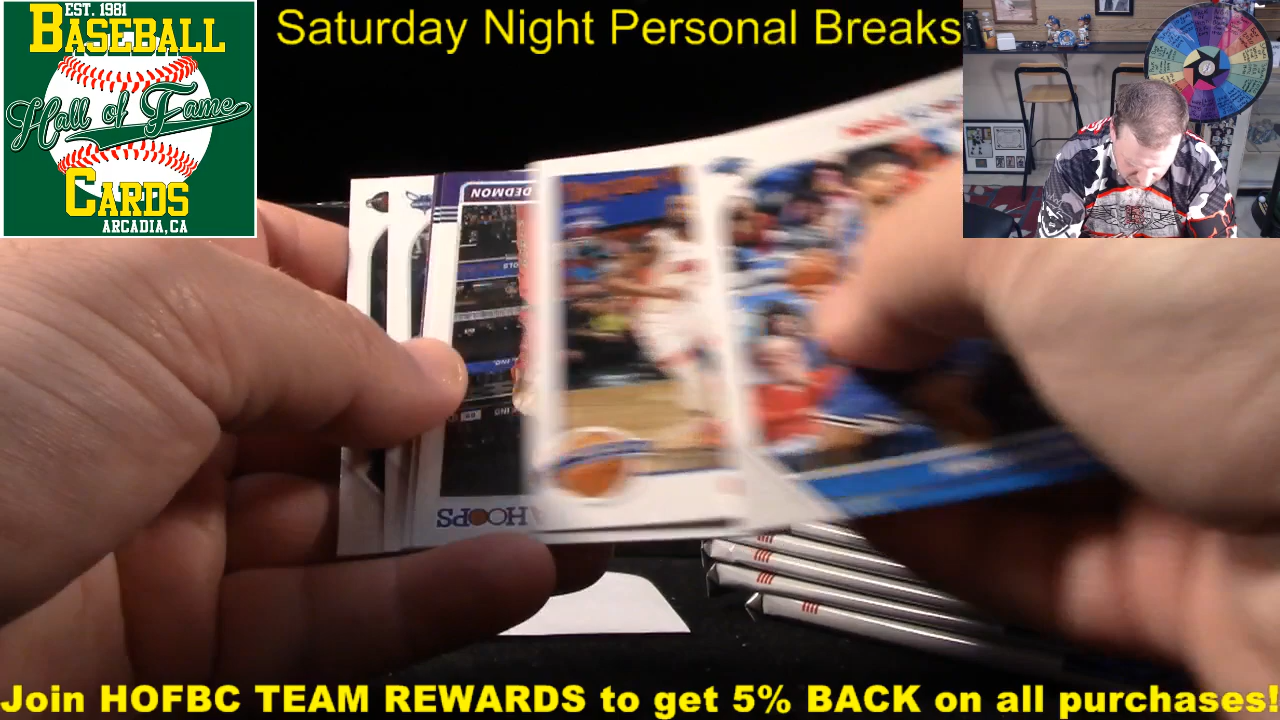 EST. 1981
BASEBALL
Hall of Fame
CARDS
ARCADIA, CA
Saturday Night Personal Breaks
DEDMON
HOOPS
Join HOFBC TEAM REWARDS to get 5% BACK on all purchases!